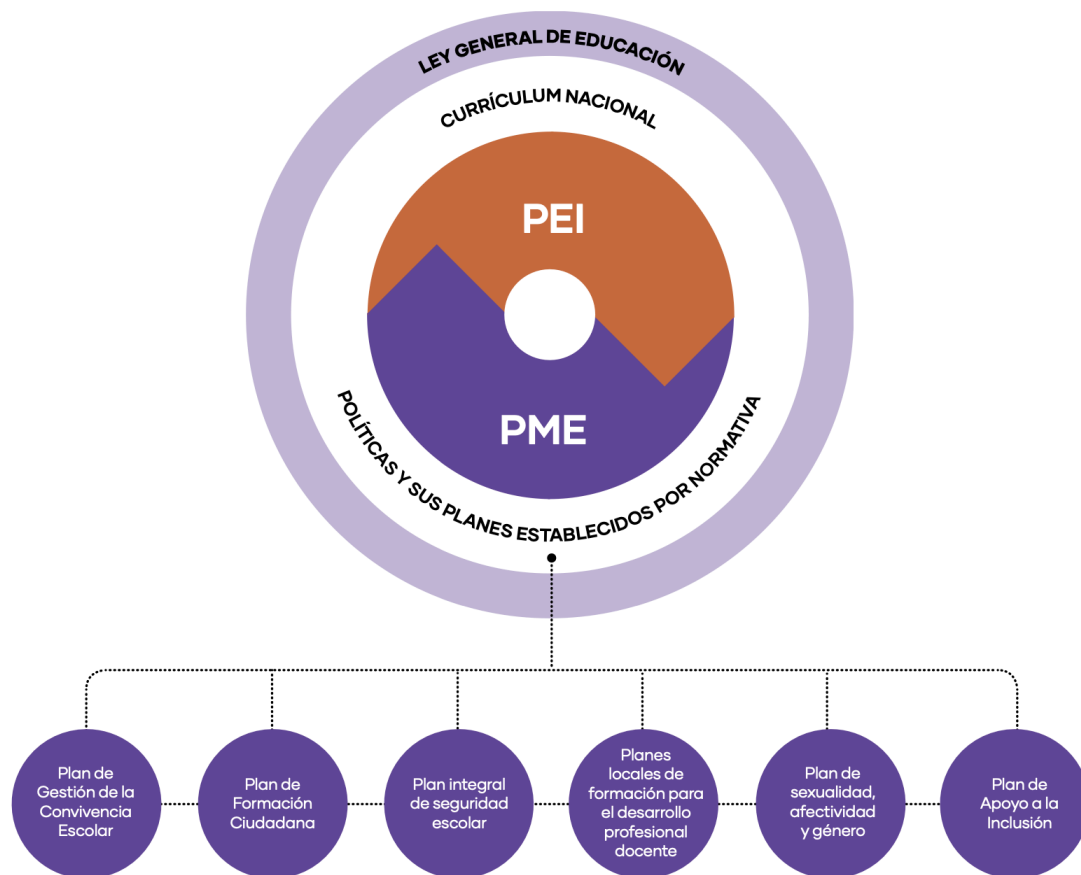 LEY GENERAL DE EDUCACIÓN
CURRÍCULUM NACIONAL
PEI
PME
POLÍTICAS Y SUS PLANES ESTABLECIDOS POR NORMATIVA
Plan de
Gestión de la
Convivencia
Escolar
Plan de
Formación
Ciudadana
Plan integral
de seguridad
escolar
Planes
locales de
formación para
el desarrollo
profesional
docente
Plan de
sexualidad,
afectividad
y género
Plan de
Apoyo a la
Inclusión